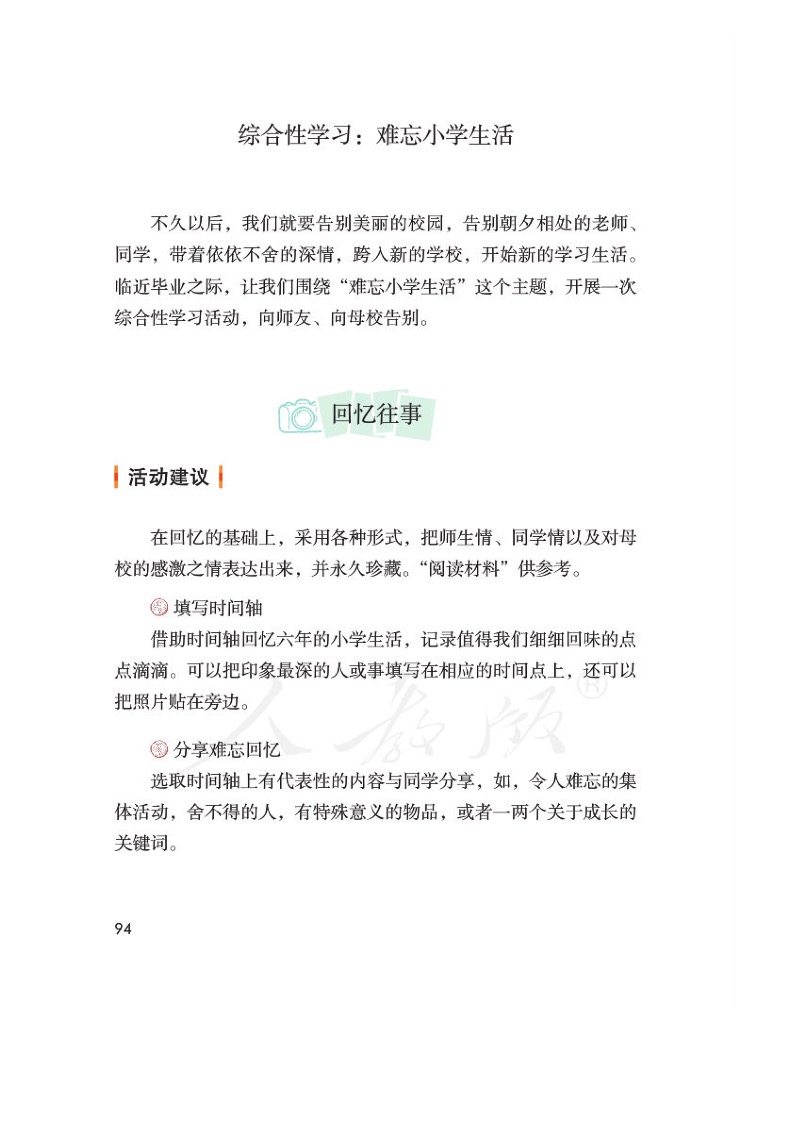 综合性学习：难忘小学生活
不久以后，我们就要告别美丽的校园，告别朝夕相处的老师、
同学，带着依依不舍的深情，跨入新的学校，开始新的学习生活。
临近毕业之际，让我们围绕“难忘小学生活”这个主题，开展一次
综合性学习活动，向师友、向母校告别。
回忆往事
活动建议
在回忆的基础上，采用各种形式，把师生情、同学情以及对母
校的感激之情表达出来，并永久珍藏。“阅读材料”供参考。
填写时间轴
借助时间轴回忆六年的小学生活，记录值得我们细细回味的点
点滴滴。可以把印象最深的人或事填写在相应的时间点上，还可以
把照片贴在旁边。
人教版®
分享难忘回忆
选取时间轴上有代表性的内容与同学分享，如，令人难忘的集
体活动，舍不得的人，有特殊意义的物品，或者一两个关于成长的
关键词。
94